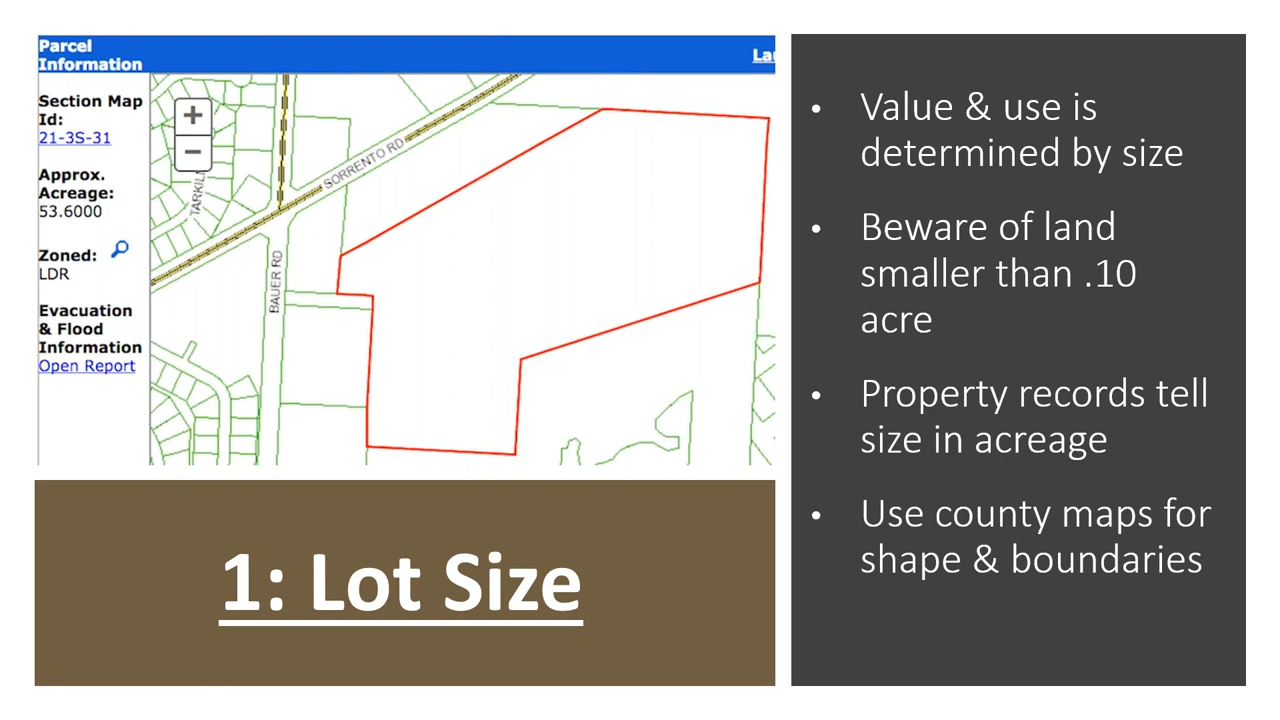 Parcel
Information
Section Map
Id:
21-3S-31
Approx.
Acreage:
53.6000
Zoned:
LDR
Evacuation
& Flood
Information
Open Report
+
−
SORRENTO RD
BAUER RD
1: Lot Size
• Value & use is
determined by size
• Beware of land
smaller than .10
acre
• Property records tell
size in acreage
• Use county maps for
shape & boundaries